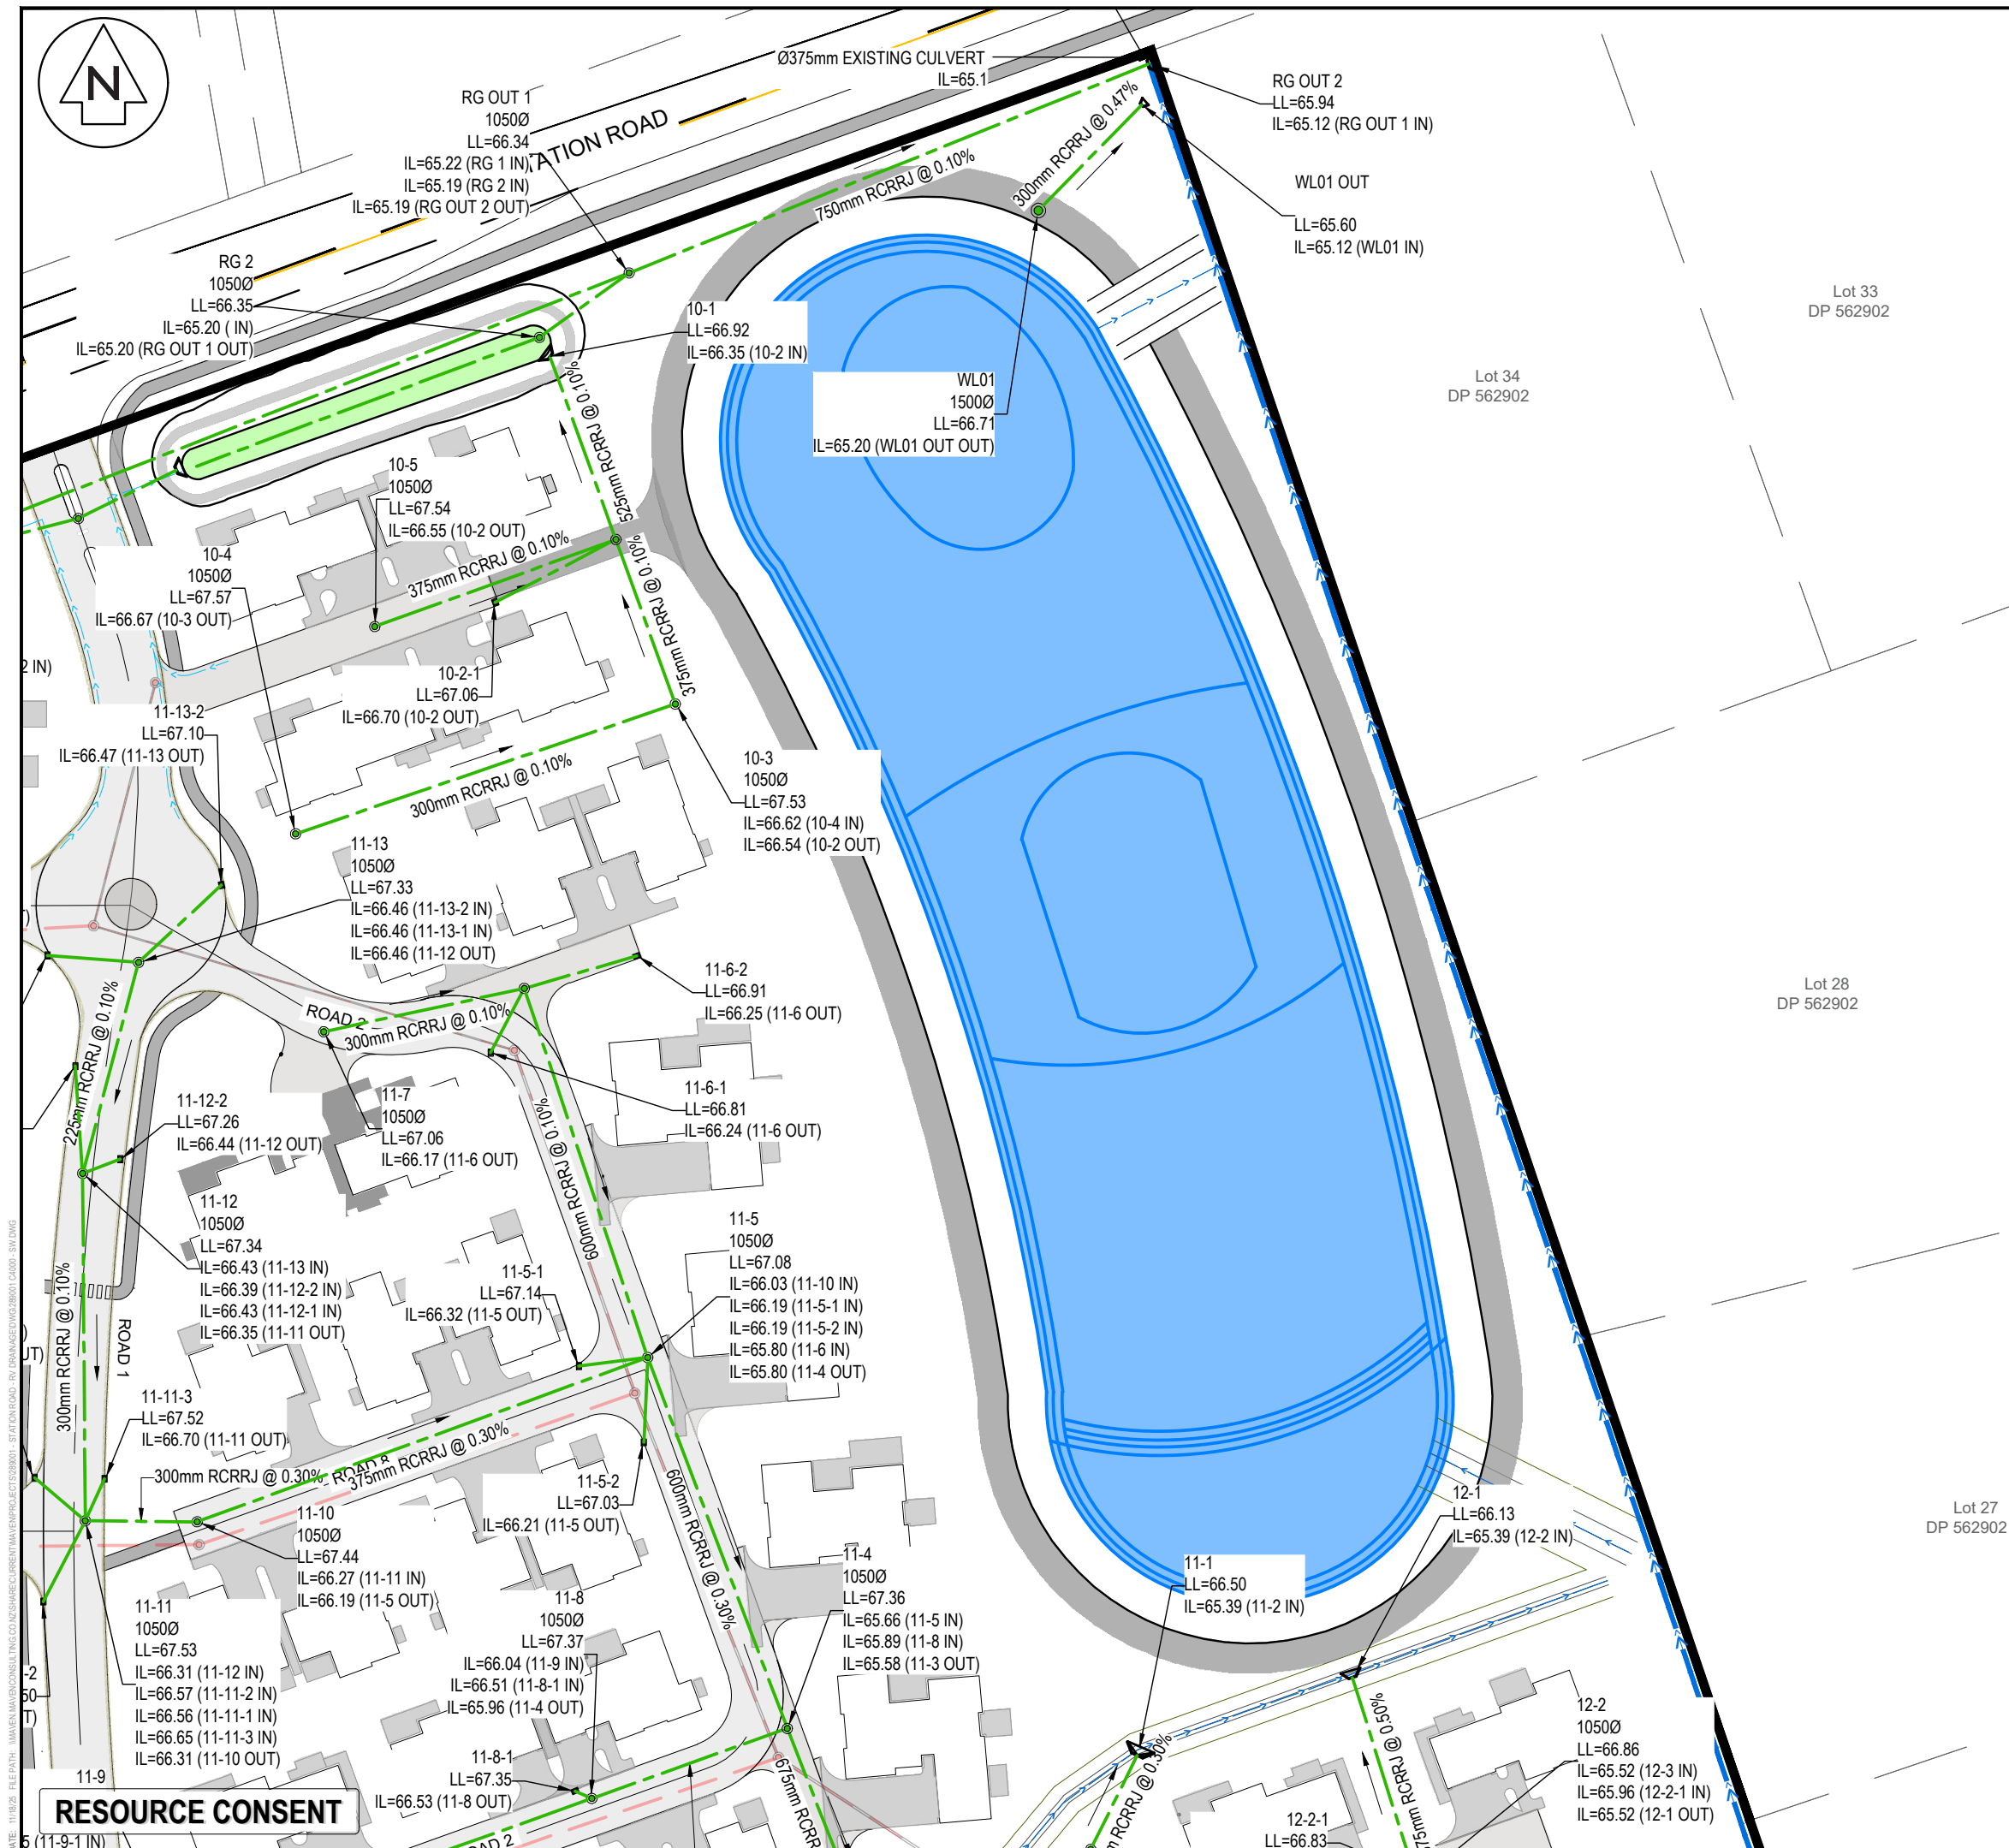 N
Ø375mm EXISTING CULVERT
IL=65.1
RG OUT 1
1050Ø
LL=66.34
IL=65.22 (RG 1 IN)
IL=65.19 (RG 2 IN)
IL=65.19 (RG OUT 2 OUT)
ATION ROAD
RG OUT 2
LL=65.94
IL=65.12 (RG OUT 1 IN)
300mm RCRRJ @ 0.47%
750mm RCRRJ @ 0.10%
WL01 OUT
LL=65.60
IL=65.12 (WL01 IN)
RG 2
1050Ø
LL=66.35
IL=65.20 ( IN)
IL=65.20 (RG OUT 1 OUT)
10-1
LL=66.92
IL=66.35 (10-2 IN)
WL01
1500Ø
LL=66.71
IL=65.20 (WL01 OUT OUT)
Lot 33
DP 562902
Lot 34
DP 562902
525mm RCRRJ @ 0.10%
10-5
1050Ø
LL=67.54
IL=66.55 (10-2 OUT)
375mm RCRRJ @ 0.10%
10-4
1050Ø
LL=67.57
IL=66.67 (10-3 OUT)
375mm RCRRJ @ 0.10%
2 IN)
10-2-1
LL=67.06
IL=66.70 (10-2 OUT)
11-13-2
LL=67.10
IL=66.47 (11-13 OUT)
300mm RCRRJ @ 0.10%
10-3
1050Ø
LL=67.53
IL=66.62 (10-4 IN)
IL=66.54 (10-2 OUT)
11-13
1050Ø
LL=67.33
IL=66.46 (11-13-2 IN)
IL=66.46 (11-13-1 IN)
IL=66.46 (11-12 OUT)
11-6-2
LL=66.91
IL=66.25 (11-6 OUT)
Lot 28
DP 562902
ROAD 2
300mm RCRRJ @ 0.10%
225mm RCRRJ @ 0.10%
11-6-1
LL=66.81
IL=66.24 (11-6 OUT)
11-7
1050Ø
LL=67.06
IL=66.17 (11-6 OUT)
11-12-2
LL=67.26
IL=66.44 (11-12 OUT)
600mm RCRRJ @ 0.10%
11-12
1050Ø
LL=67.34
IL=66.43 (11-13 IN)
IL=66.39 (11-12-2 IN)
IL=66.43 (11-12-1 IN)
IL=66.35 (11-11 OUT)
11-5
1050Ø
LL=67.08
IL=66.03 (11-10 IN)
IL=66.19 (11-5-1 IN)
IL=66.19 (11-5-2 IN)
IL=65.80 (11-6 IN)
IL=65.80 (11-4 OUT)
11-5-1
LL=67.14
IL=66.32 (11-5 OUT)
300mm RCRRJ @ 0.10%
ROAD 1
11-11-3
LL=67.52
IL=66.70 (11-11 OUT)
300mm RCRRJ @ 0.30%
ROAD 8
375mm RCRRJ @ 0.30%
11-5-2
LL=67.03
IL=66.21 (11-5 OUT)
600mm RCRRJ @ 0.30%
11-10
1050Ø
LL=67.44
IL=66.27 (11-11 IN)
IL=66.19 (11-5 OUT)
12-1
LL=66.13
IL=65.39 (12-2 IN)
Lot 27
DP 562902
11-1
LL=66.50
IL=65.39 (11-2 IN)
11-4
1050Ø
LL=67.36
IL=65.66 (11-5 IN)
IL=65.89 (11-8 IN)
IL=65.58 (11-3 OUT)
11-8
1050Ø
LL=67.37
IL=66.04 (11-9 IN)
IL=66.51 (11-8-1 IN)
IL=65.96 (11-4 OUT)
11-11
1050Ø
LL=67.53
IL=66.31 (11-12 IN)
IL=66.57 (11-11-2 IN)
IL=66.56 (11-11-1 IN)
IL=66.65 (11-11-3 IN)
IL=66.31 (11-10 OUT)
12-2
1050Ø
LL=66.86
IL=65.52 (12-3 IN)
IL=65.96 (12-2-1 IN)
IL=65.52 (12-1 OUT)
11-8-1
LL=67.35
IL=66.53 (11-8 OUT)
675mm RCRR
m RCRRJ @ 0.30%
75mm RCRRJ @ 0.50%
12-2-1
LL=66.83
11-9
RESOURCE CONSENT
5 (11-9-1 IN)
OAD 2